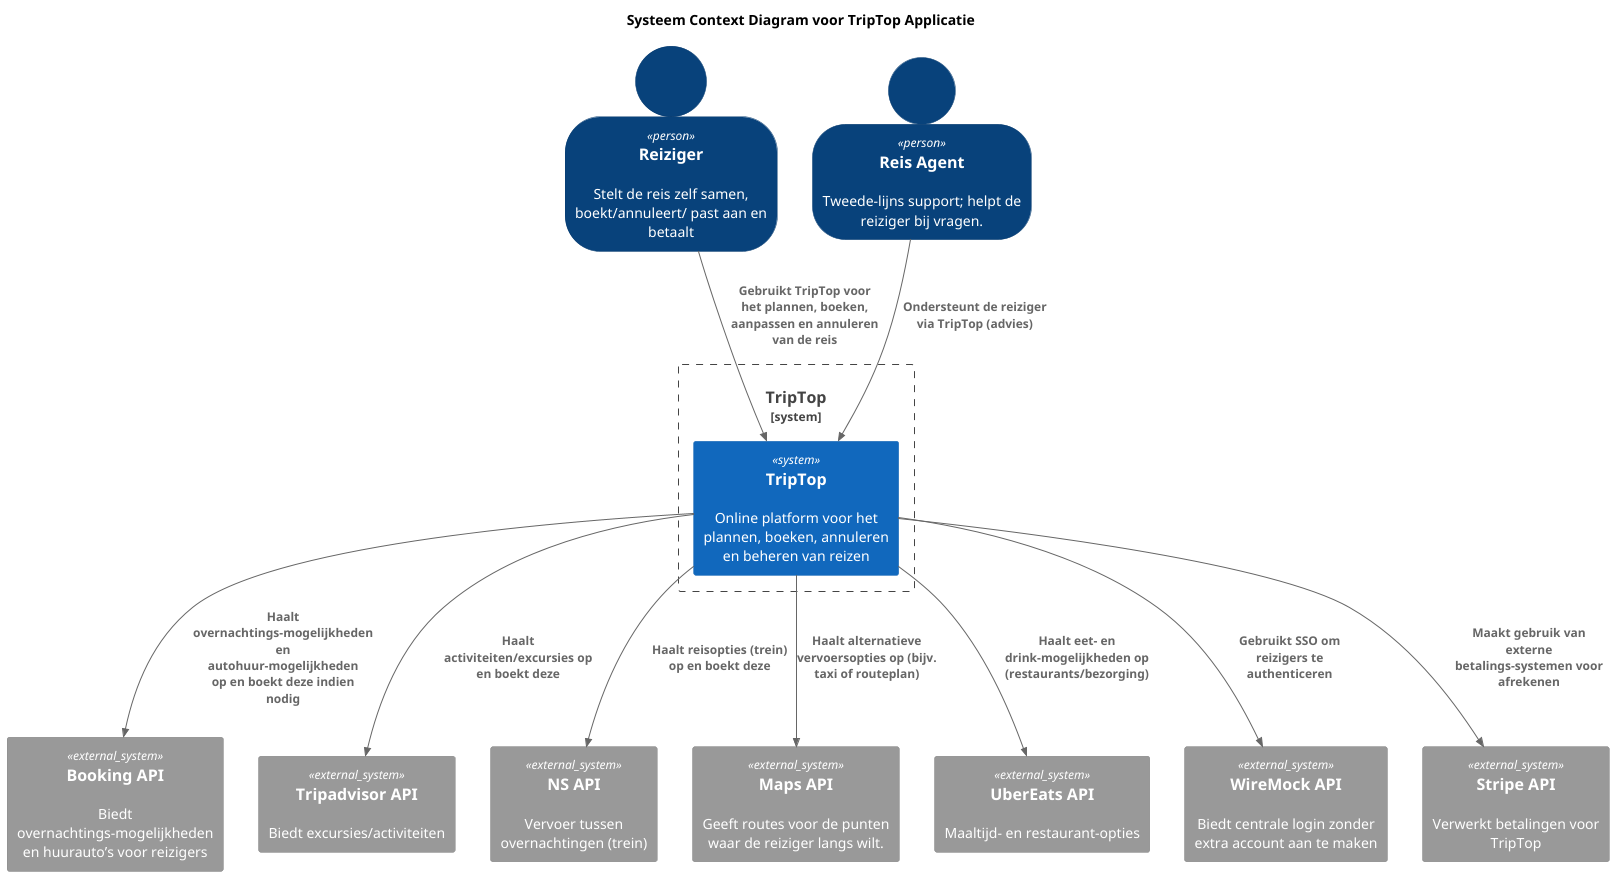 Systeem Context Diagram voor TripTop Applicatie
«person»
Reiziger
Stelt de reis zelf samen,
boekt/annuleert/ past aan en
betaalt
«person»
Reis Agent
Tweede-lijns support; helpt de
reiziger bij vragen.
Gebruikt TripTop voor
het plannen, boeken,
aanpassen en annuleren
van de reis
Ondersteunt de reiziger
via TripTop (advies)
TripTop
[system]
«system»
TripTop
Online platform voor het
plannen, boeken, annuleren
en beheren van reizen
Haalt
overnachtings-mogelijkheden
en
autohuur-mogelijkheden
op en boekt deze indien
nodig
Haalt
activiteiten/excursies op
en boekt deze
Haalt reisopties (trein)
op en boekt deze
Haalt alternatieve
vervoersopties op (bijv.
taxi of routeplan)
Haalt eet- en
drink-mogelijkheden op
(restaurants/bezorging)
Gebruikt SSO om
reizigers te
authenticeren
Maakt gebruik van
externe
betalings-systemen voor
afrekenen
«external_system»
Booking API
Biedt
overnachtings-mogelijkheden
en huurauto’s voor reizigers
«external_system»
Tripadvisor API
Biedt excursies/activiteiten
«external_system»
NS API
Vervoer tussen
overnachtingen (trein)
«external_system»
Maps API
Geeft routes voor de punten
waar de reiziger langs wilt.
«external_system»
UberEats API
Maaltijd- en restaurant-opties
«external_system»
WireMock API
Biedt centrale login zonder
extra account aan te maken
«external_system»
Stripe API
Verwerkt betalingen voor
TripTop